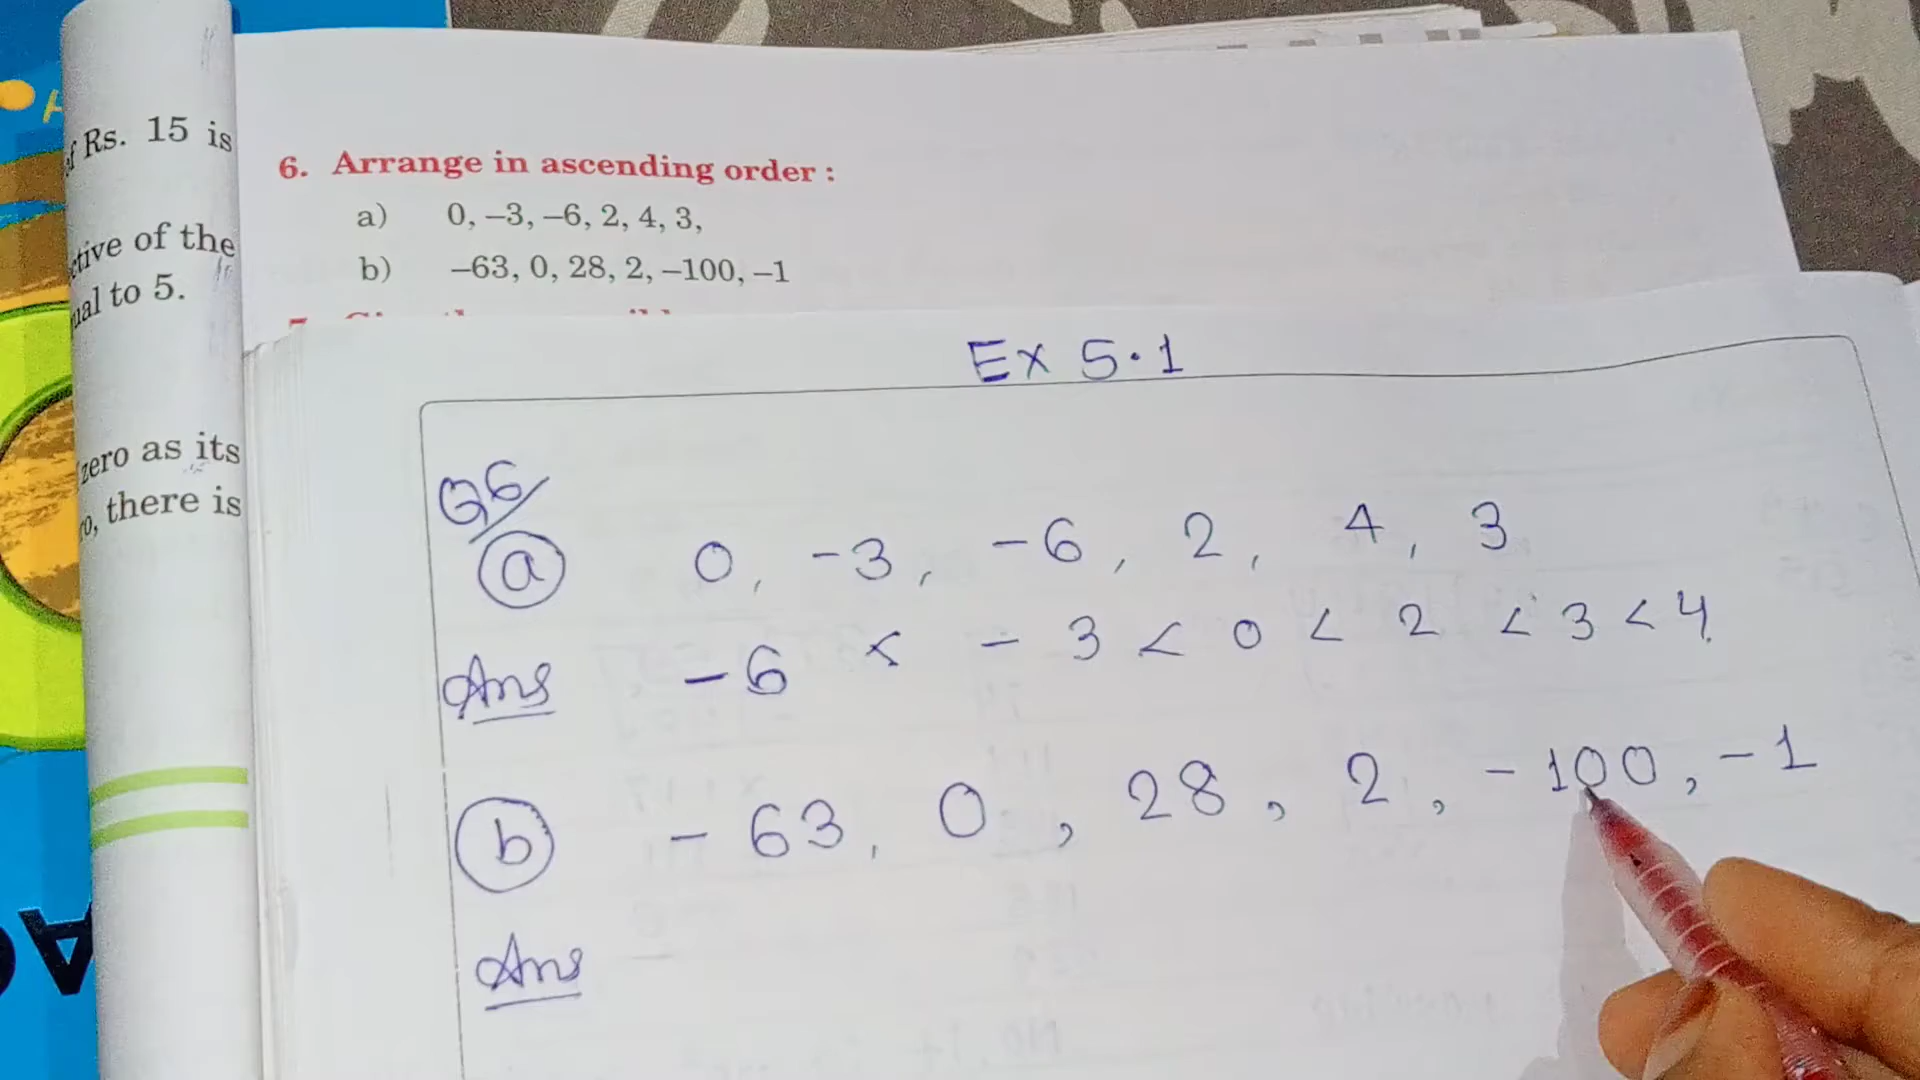 Rs. 15 is
tive of the
to 5.
zero as its
there is
6. Arrange in ascending order :
a) 0, –3, –6, 2, 4, 3,
b) –63, 0, 28, 2, –100, –1
Ex 5.1
Q6
(a) 0, -3, -6, 2, 4, 3
Ans -6 < -3 < 0 < 2 < 3 < 4
(b) -63, 0, 28, 2, -100, -1
Ans